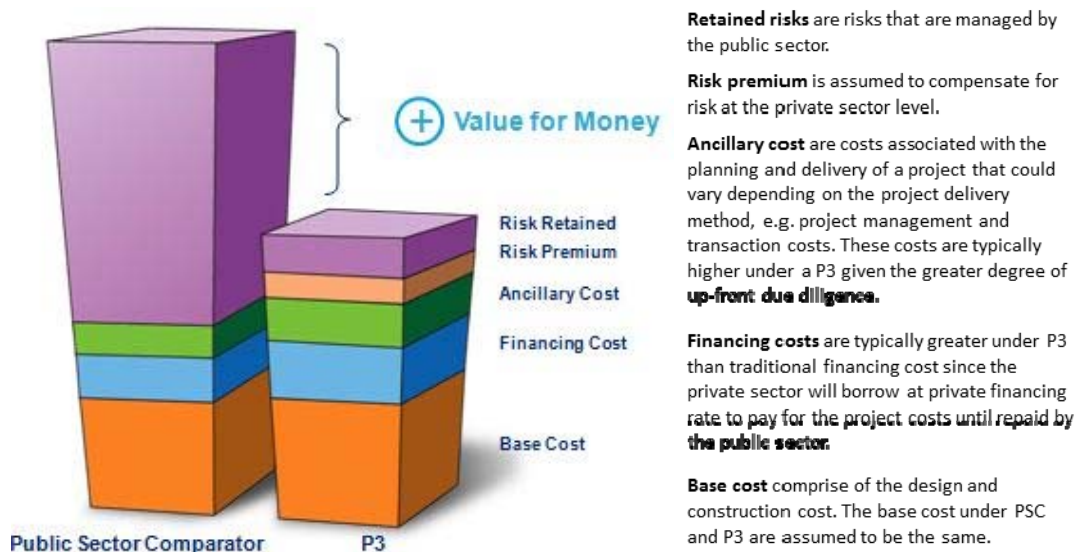 + Value for Money
Risk Retained
Risk Premium
Ancillary Cost
Financing Cost
Base Cost
Public Sector Comparator
P3
Retained risks are risks that are managed by
the public sector.
Risk premium is assumed to compensate for
risk at the private sector level.
Ancillary cost are costs associated with the
planning and delivery of a project that could
vary depending on the project delivery
method, e.g. project management and
transaction costs. These costs are typically
higher under a P3 given the greater degree of
up-front due diligence.
Financing costs are typically greater under P3
than traditional financing cost since the
private sector will borrow at private financing
rate to pay for the project costs until repaid by
the public sector.
Base cost comprise of the design and
construction cost. The base cost under PSC
and P3 are assumed to be the same.